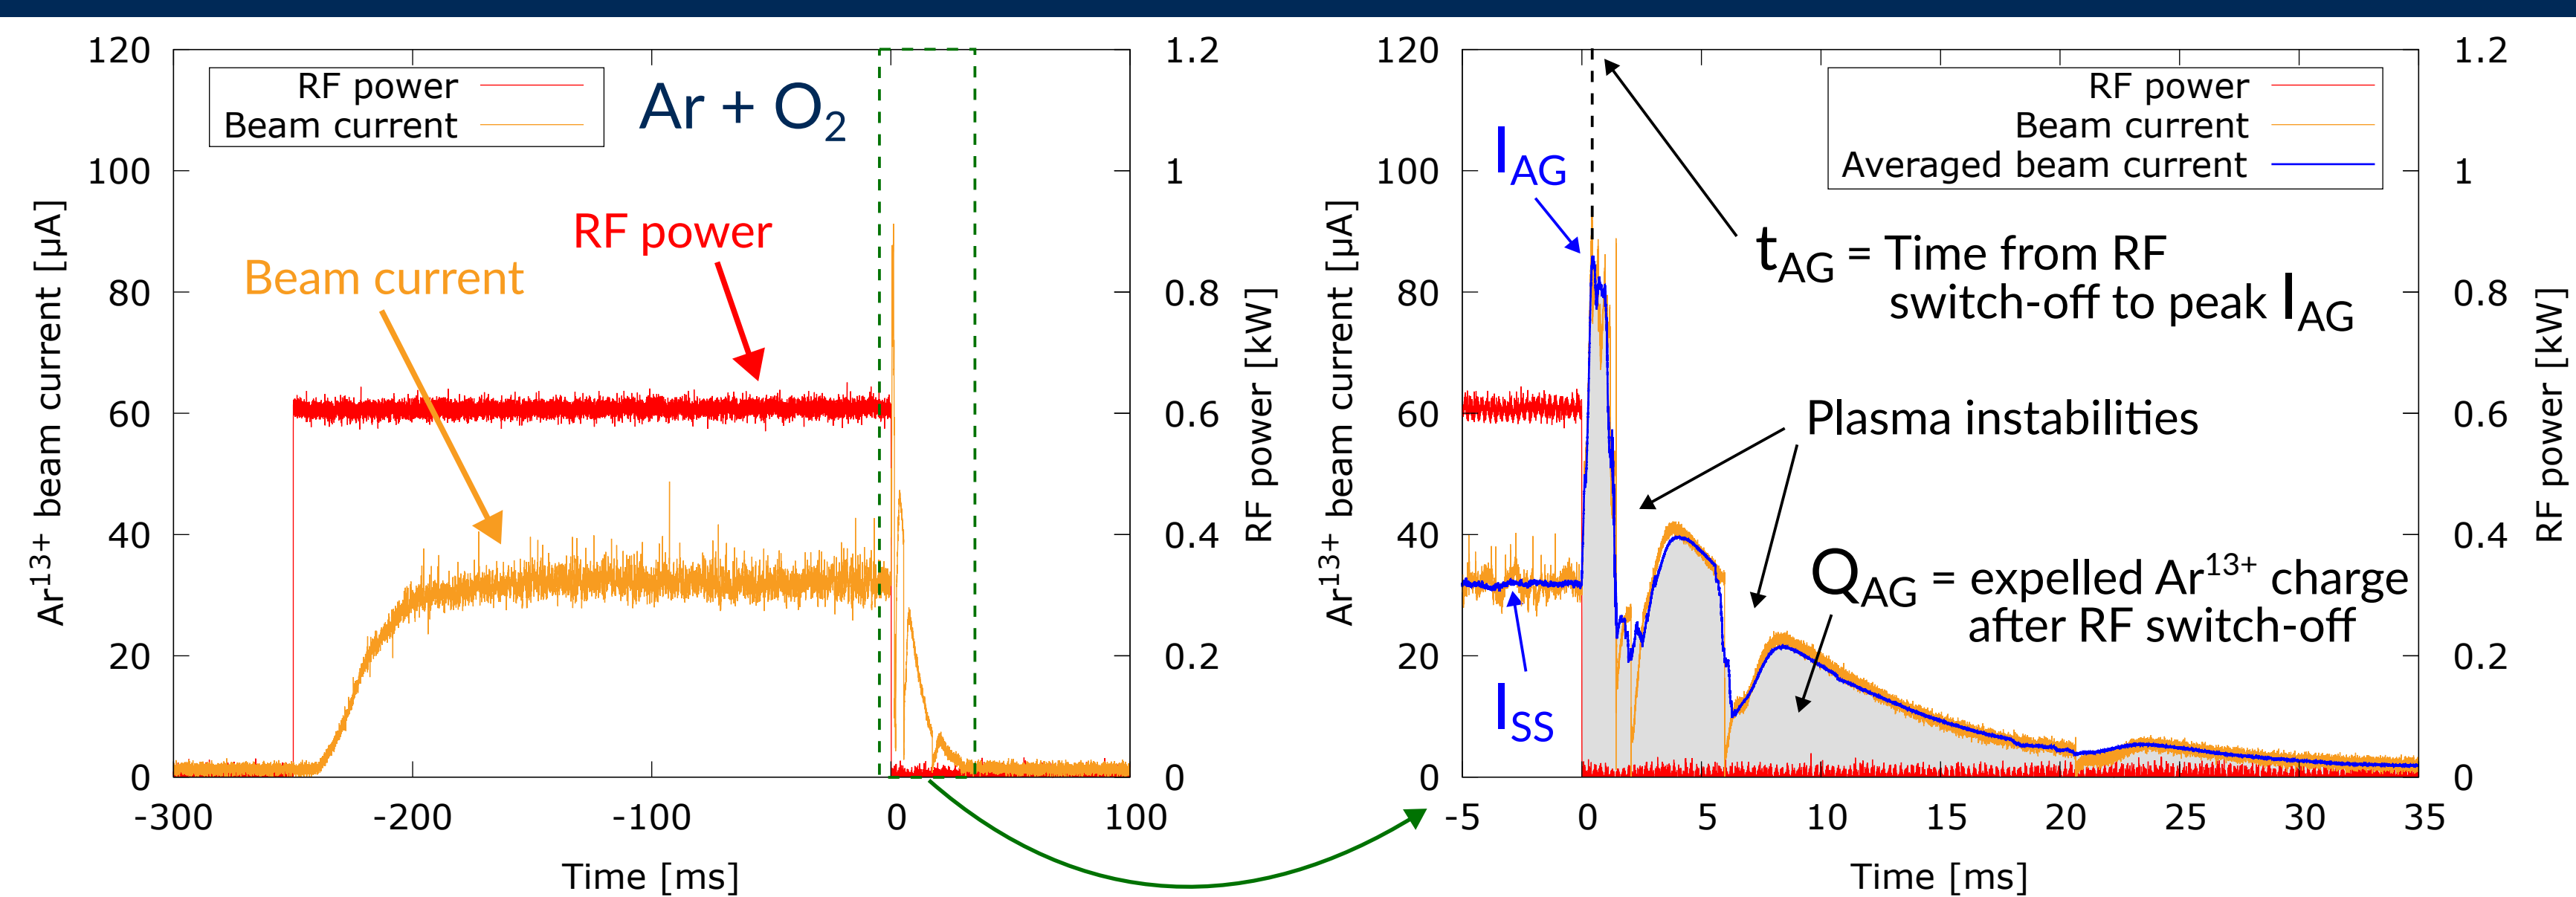 120
100
80
60
40
20
0
Ar¹³⁺ beam current [µA]
RF power
Beam current
Ar + O₂
RF power
Beam current
1.2
1
0.8
0.6
0.4
0.2
0
RF power [kW]
-300
-200
-100
0
100
Time [ms]
120
100
80
60
40
20
0
Ar¹³⁺ beam current [µA]
RF power
Beam current
Averaged beam current
I_AG
t_AG = Time from RF
switch-off to peak I_AG
Plasma instabilities
Q_AG = expelled Ar¹³⁺ charge
after RF switch-off
I_SS
1.2
1
0.8
0.6
0.4
0.2
0
RF power [kW]
-5
0
5
10
15
20
25
30
35
Time [ms]